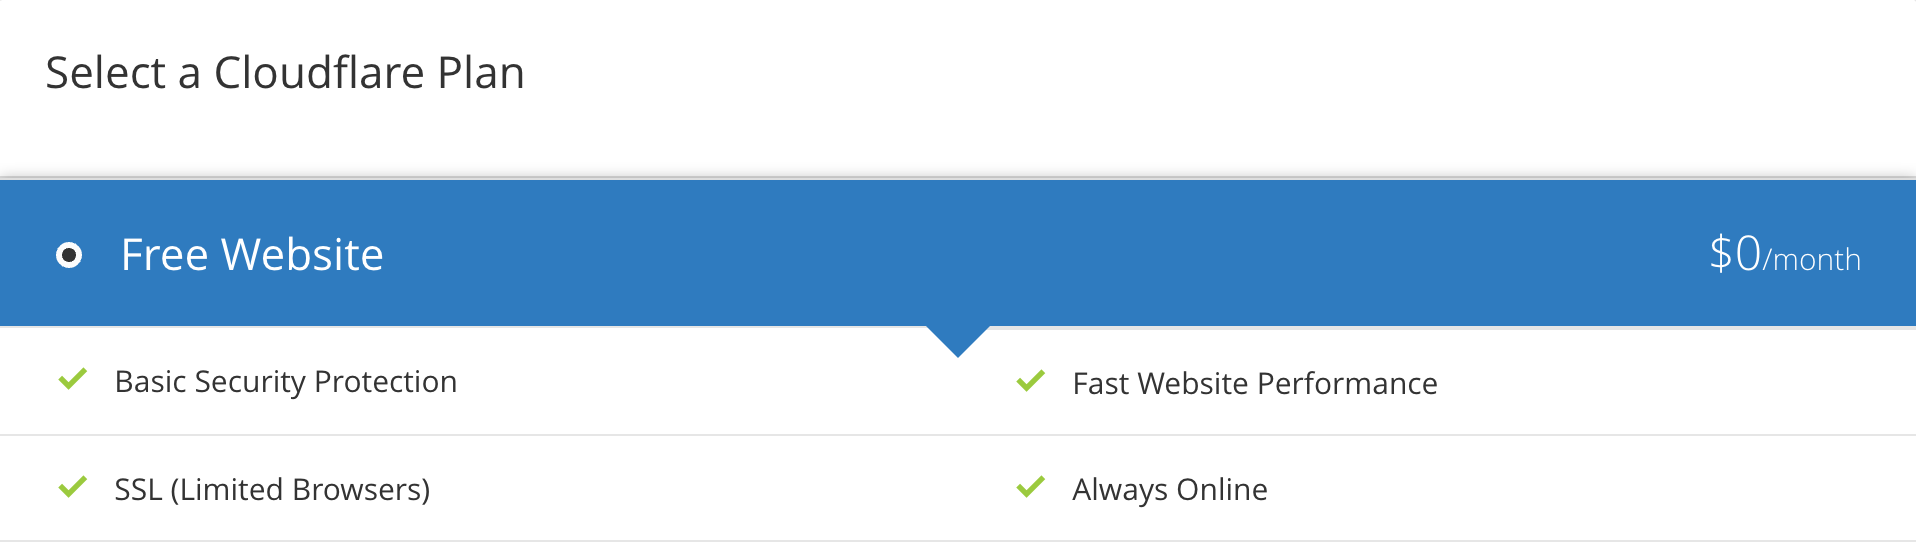 Select a Cloudflare Plan
Free Website
$0/month
Basic Security Protection
Fast Website Performance
SSL (Limited Browsers)
Always Online